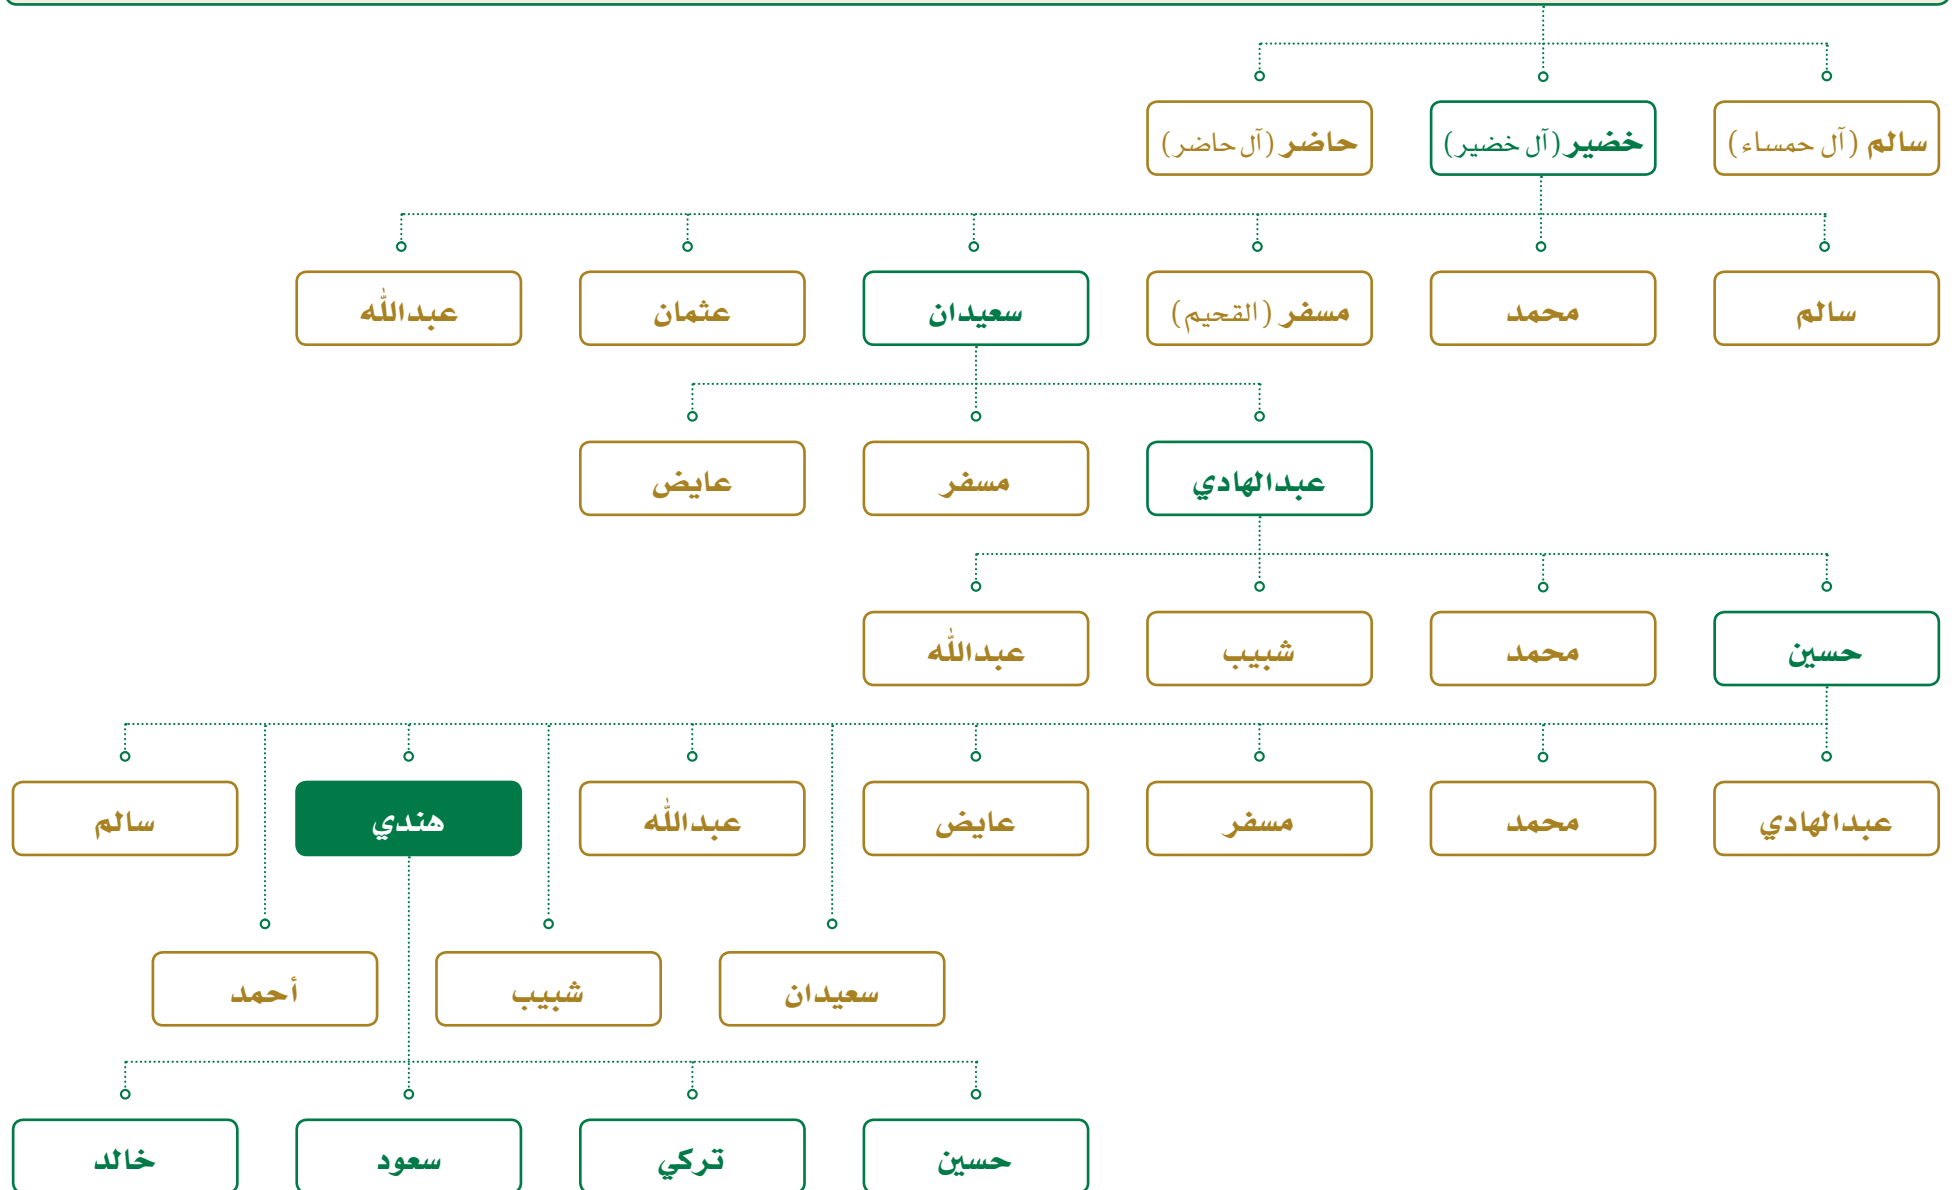 سالم (آل حمساء) خضير (آل خضير) حاضر (آل حاضر)
سالم محمد مسفر (القحيم) سعيدان عثمان عبدالله
عبدالهادي مسفر عايض
حسين محمد شبيب عبدالله
عبدالهادي محمد مسفر عايض عبدالله هندي سالم
سعيدان شبيب أحمد
حسين تركي سعود خالد